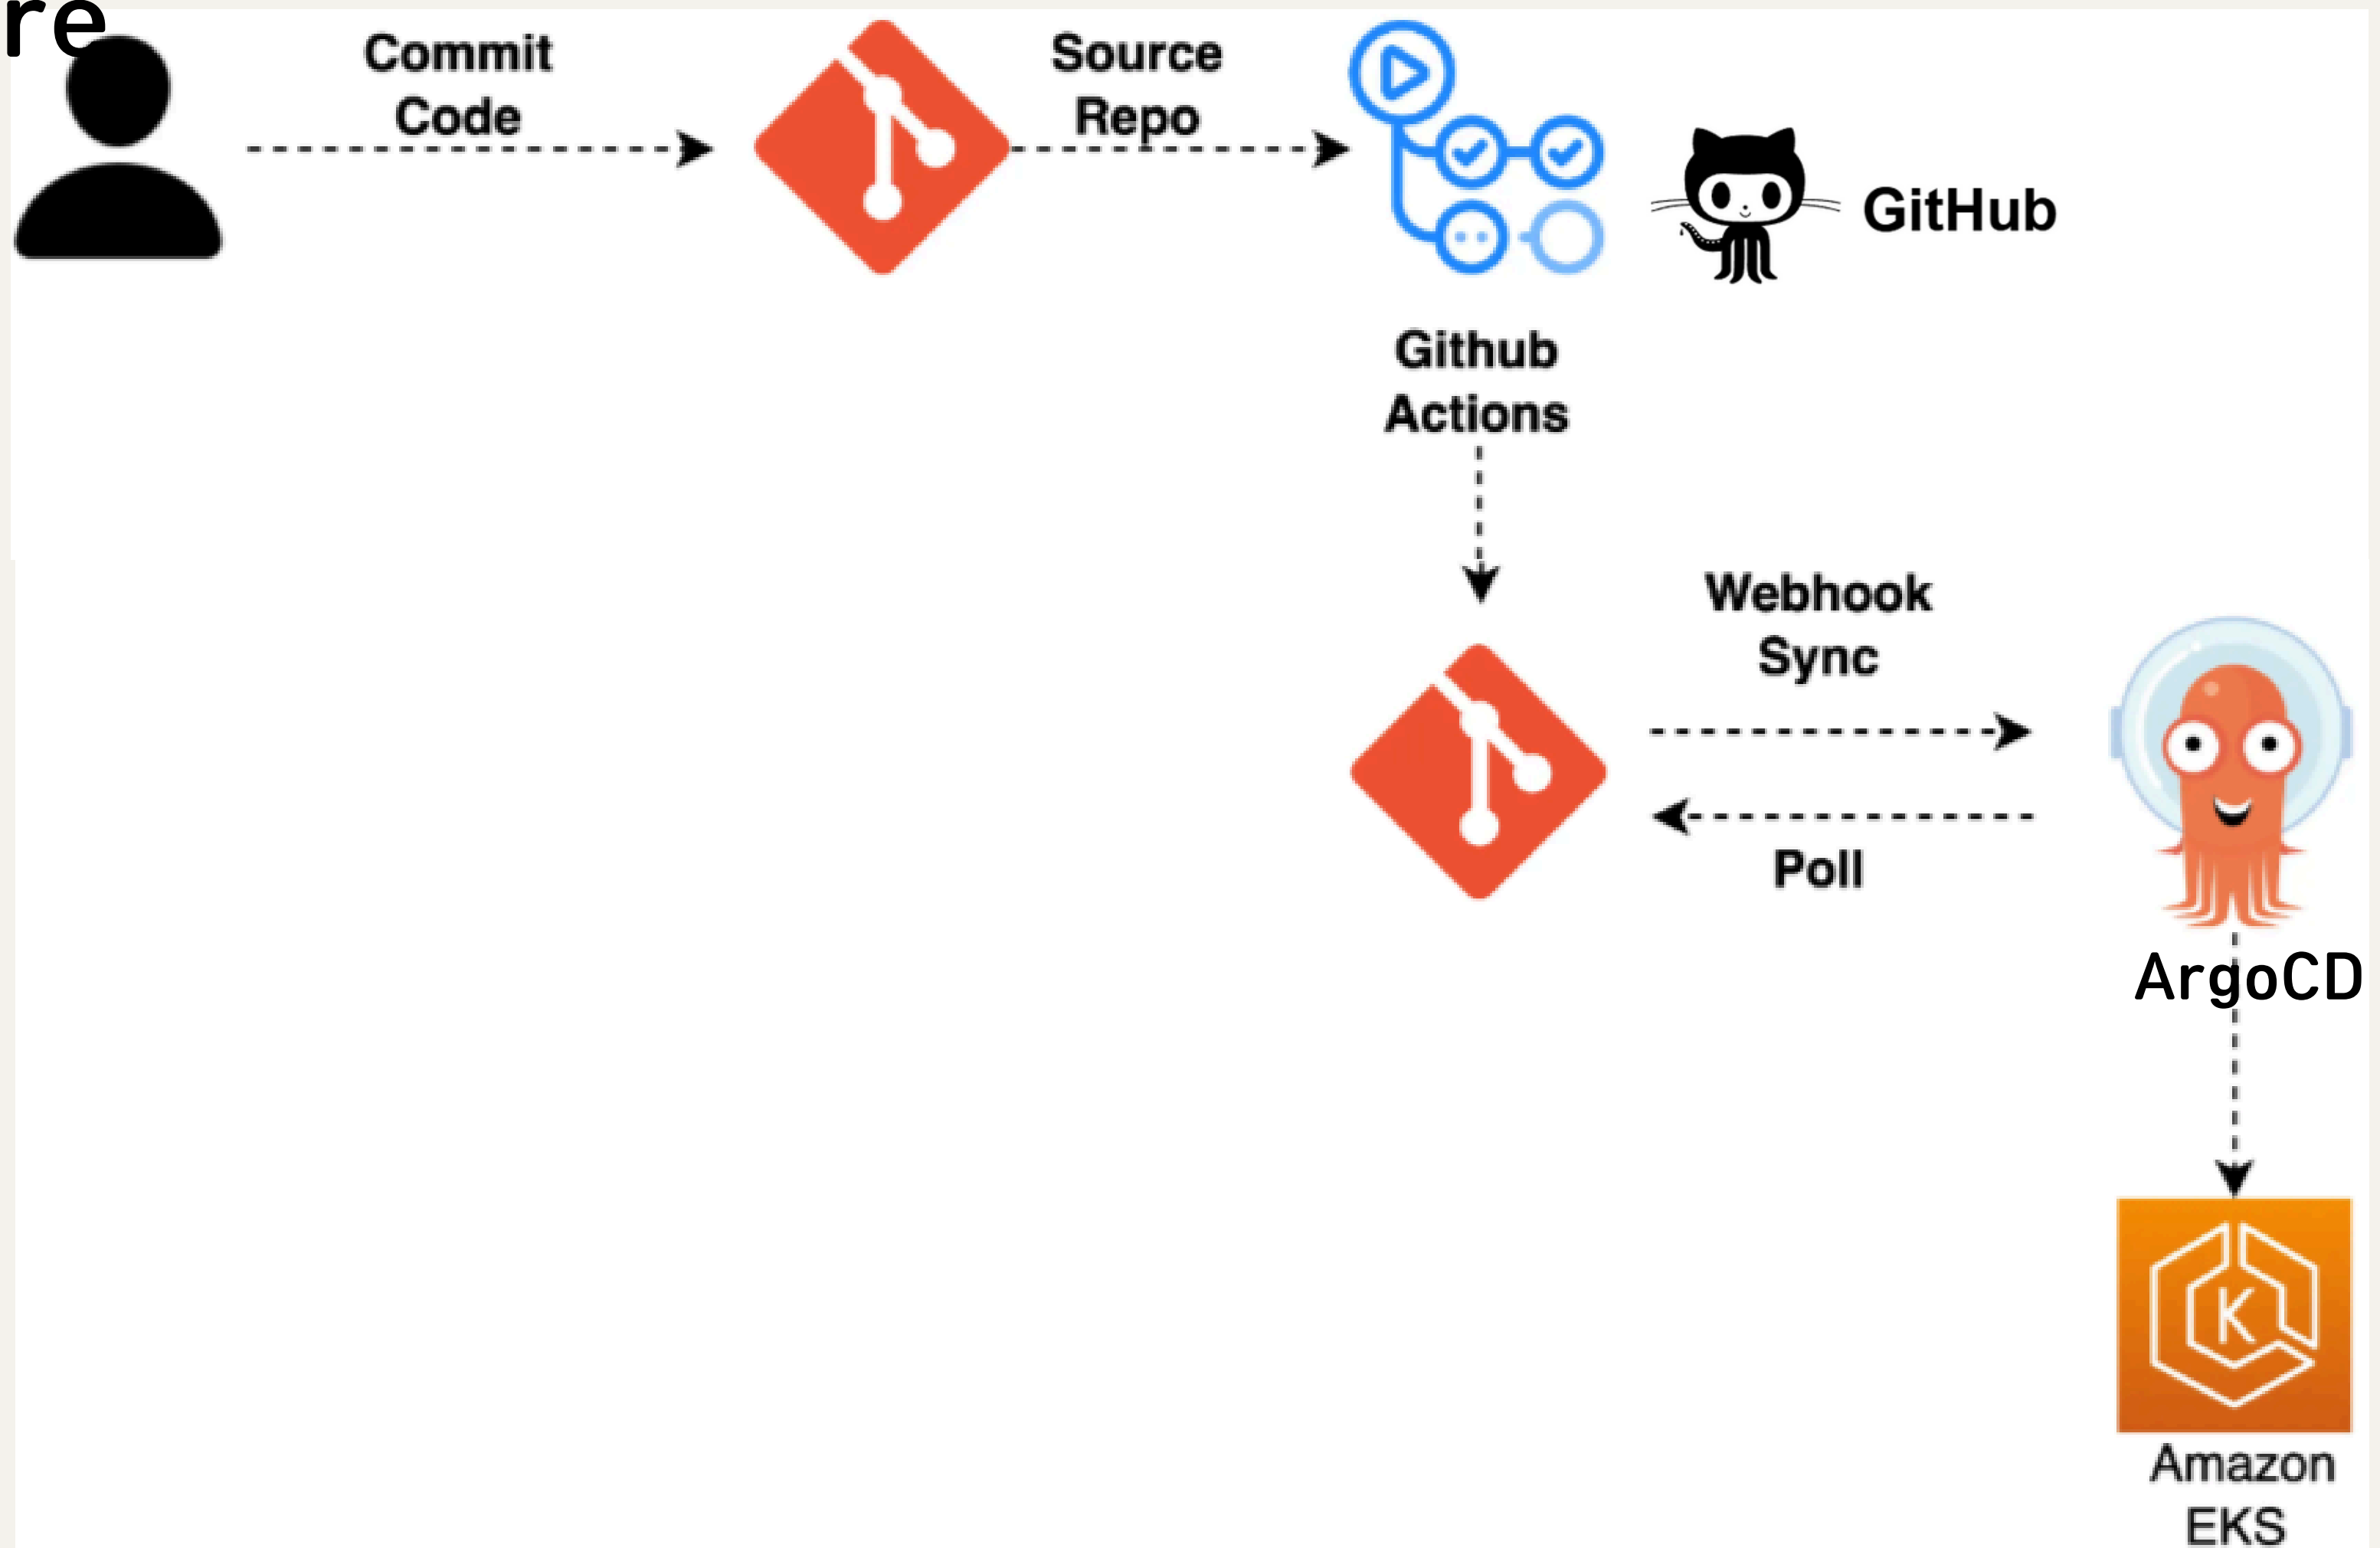 re
Commit
Code
Source
Repo
GitHub
Github
Actions
Webhook
Sync
Poll
ArgoCD
K
Amazon
EKS